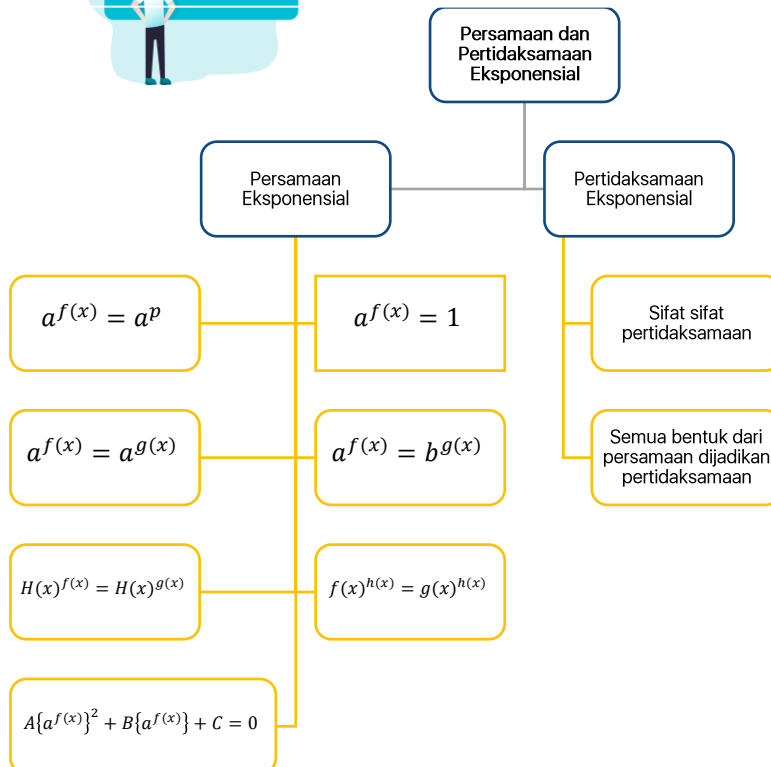 Persamaan dan
Pertidaksamaan
Eksponensial
Persamaan
Eksponensial
Pertidaksamaan
Eksponensial
a^{f(x)} = a^p
a^{f(x)} = 1
Sifat sifat
pertidaksamaan
a^{f(x)} = a^{g(x)}
a^{f(x)} = b^{g(x)}
Semua bentuk dari
persamaan dijadikan
pertidaksamaan
H(x)^{f(x)} = H(x)^{g(x)}
f(x)^{h(x)} = g(x)^{h(x)}
A{a^{f(x)}}^2 + B{a^{f(x)}} + C = 0